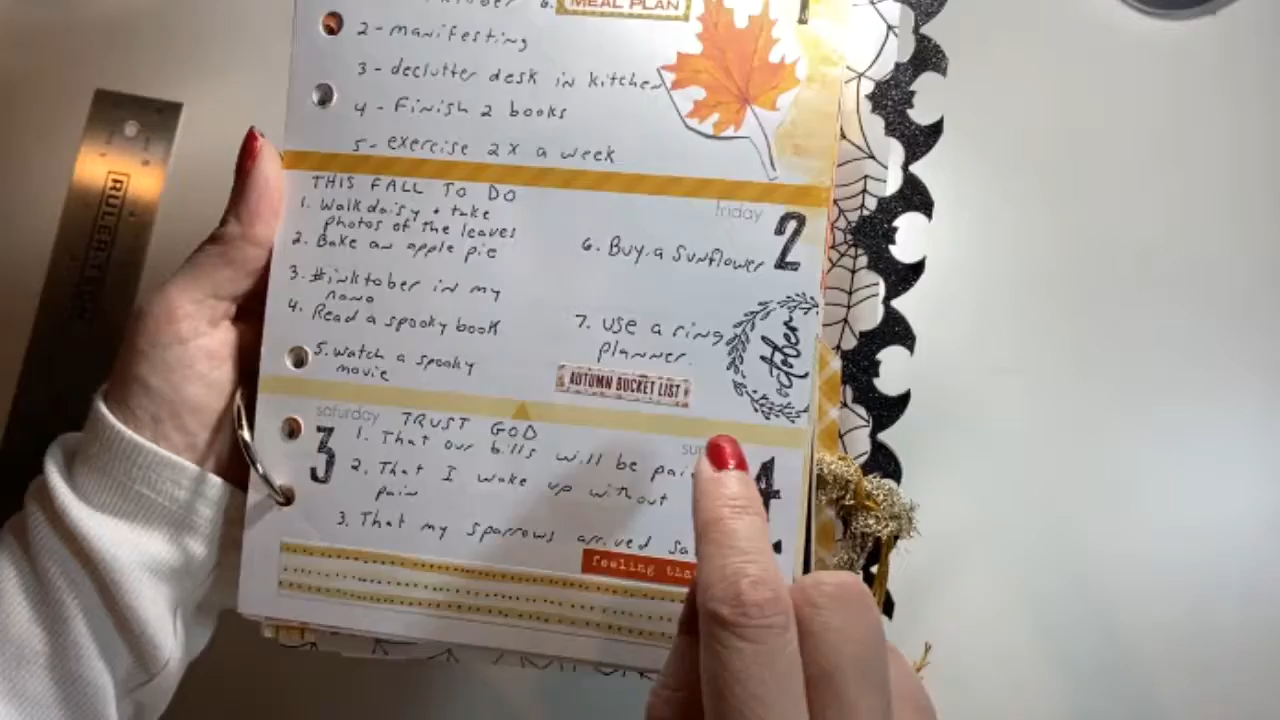 6.
MEAL PLAN
2 - manifesting
3 - declutter desk in kitchen
4 - Finish 2 books
5 - exercise 2x a week
THIS FALL TO DO
1. Walk daisy + take
photos of the leaves
2. Bake an apple pie
3. #inktober in my
nano
4. Read a spooky book
5. watch a spooky
movie
friday 2
6. Buy a sunflower
7. use a ring
planner.
AUTUMN BUCKET LIST
october
saturday 3
TRUST GOD
1. That our bills will be
2. That I wake up without
pain
3. That my sparrows arrived
4
feeling
RULER